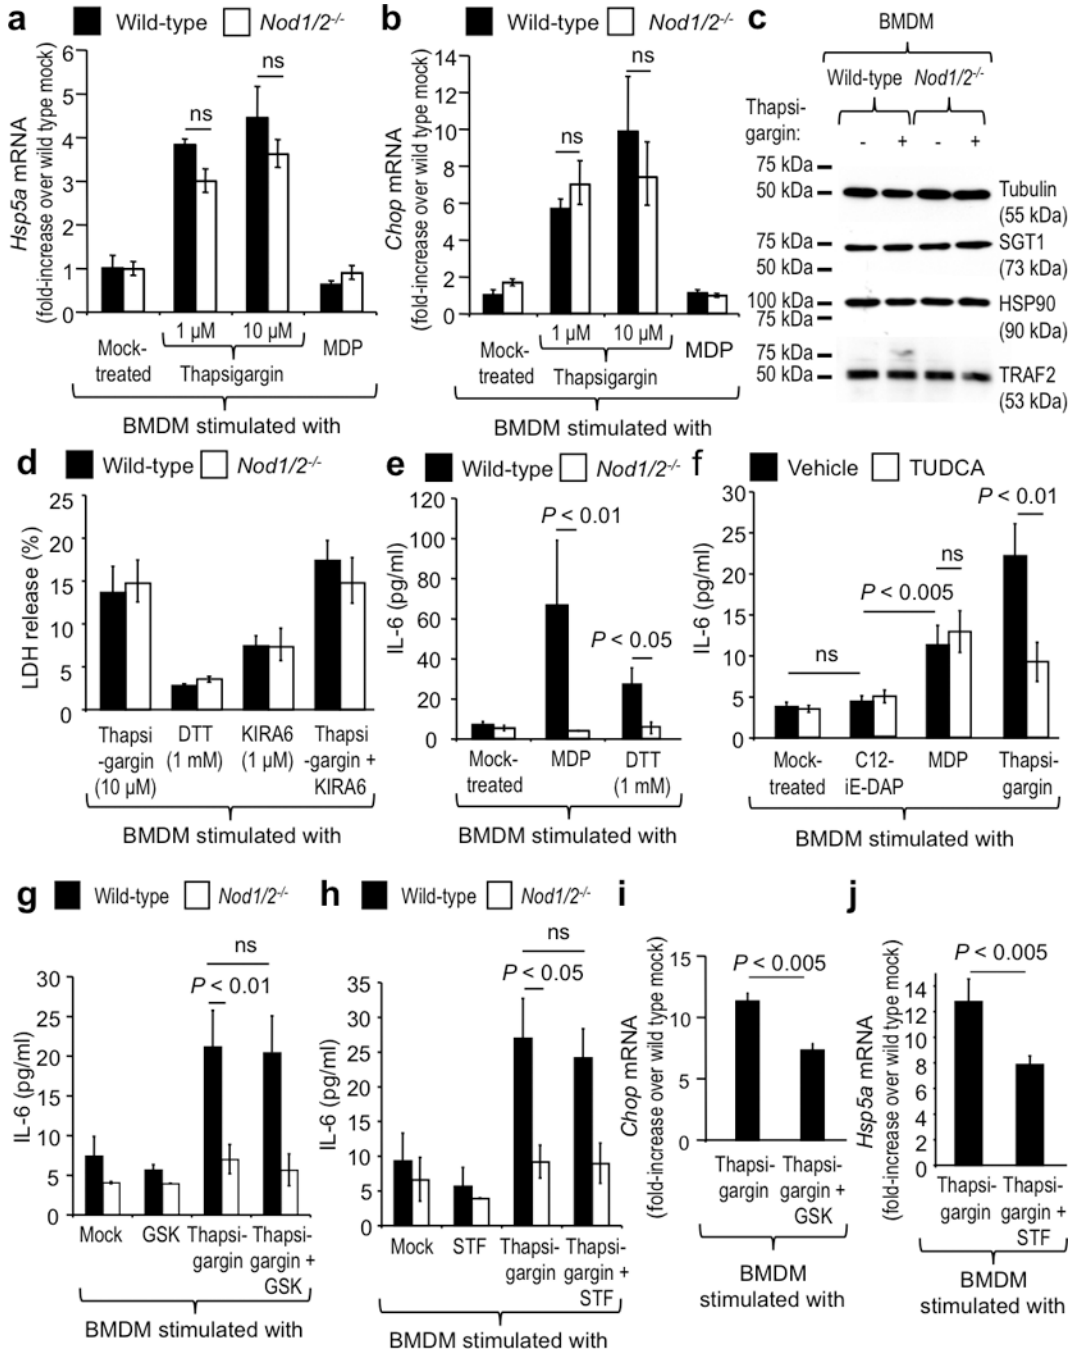 a Wild-type Nod1/2-/-
Hsp5a mRNA
(fold-increase over wild type mock)
6
5
4
3
2
1
0
ns
ns
1 µM 10 µM
Mock-
treated
Thapsigargin
MDP
BMDM stimulated with
b Wild-type Nod1/2-/-
Chop mRNA
(fold-increase over wild type mock)
14
12
10
8
6
4
2
0
ns
ns
1 µM 10 µM
Mock-
treated
Thapsigargin
MDP
BMDM stimulated with
c BMDM
Wild-type Nod1/2-/-
Thapsi-
gargin:
- + - +
75 kDa
50 kDa
Tubulin
(55 kDa)
75 kDa
50 kDa
SGT1
(73 kDa)
100 kDa
75 kDa
HSP90
(90 kDa)
75 kDa
50 kDa
TRAF2
(53 kDa)
d Wild-type Nod1/2-/-
LDH release (%)
25
20
15
10
5
0
Thapsi
-gargin
(10 µM)
DTT
(1 mM)
KIRA6
(1 µM)
Thapsi
-gargin +
KIRA6
BMDM stimulated with
e Wild-type Nod1/2-/-
IL-6 (pg/ml)
120
100
80
60
40
20
0
P < 0.01
P < 0.05
Mock-
treated
MDP
DTT
(1 mM)
BMDM stimulated with
f Vehicle TUDCA
IL-6 (pg/ml)
30
25
20
15
10
5
0
P < 0.01
ns
P < 0.005
ns
Mock-
treated
C12-
iE-DAP
MDP
Thapsi-
gargin
BMDM stimulated with
g Wild-type Nod1/2-/-
IL-6 (pg/ml)
30
25
20
15
10
5
0
ns
P < 0.01
Mock
GSK
Thapsi-
gargin
Thapsi-
gargin +
GSK
BMDM stimulated with
h Wild-type Nod1/2-/-
IL-6 (pg/ml)
35
30
25
20
15
10
5
0
ns
P < 0.05
Mock
STF
Thapsi-
gargin
Thapsi-
gargin +
STF
BMDM stimulated with
i
Chop mRNA
(fold-increase over wild type mock)
15
10
5
0
P < 0.005
Thapsi-
gargin
Thapsi-
gargin +
GSK
BMDM
stimulated with
j
Hsp5a mRNA
(fold-increase over wild type mock)
14
12
10
8
6
4
2
0
P < 0.005
Thapsi-
gargin
Thapsi-
gargin +
STF
BMDM
stimulated with